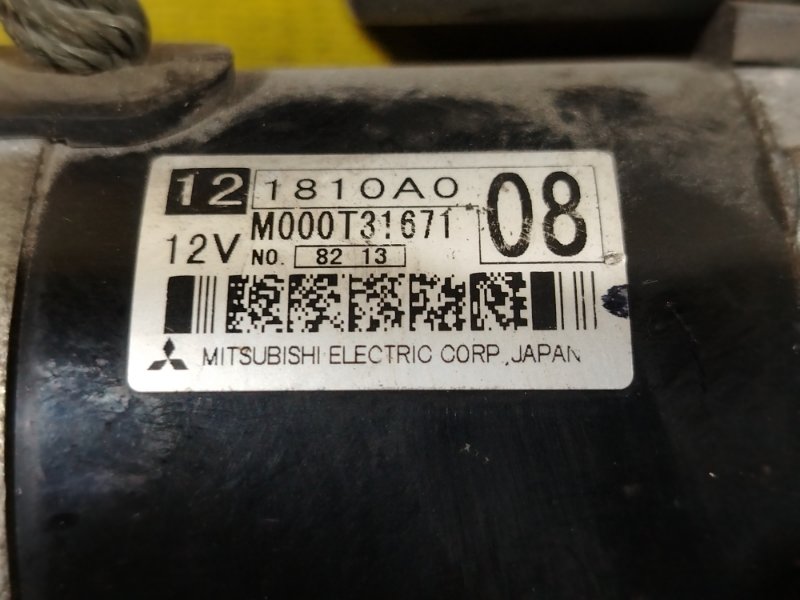 12 1810A0 08
M000T31671
12V NO. 82 13
MITSUBISHI ELECTRIC CORP., JAPAN